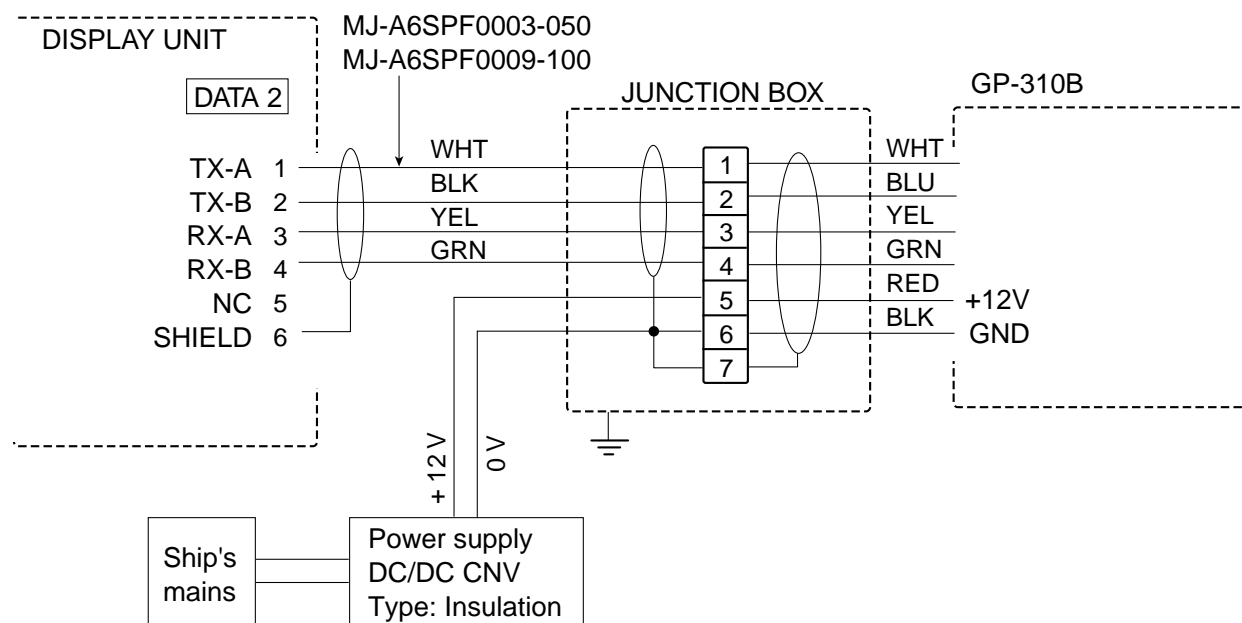 DISPLAY UNIT
MJ-A6SPF0003-050
MJ-A6SPF0009-100
DATA 2
JUNCTION BOX
GP-310B
TX-A 1
TX-B 2
RX-A 3
RX-B 4
NC 5
SHIELD 6
WHT
BLK
YEL
GRN
1
2
3
4
5
6
7
WHT
BLU
YEL
GRN
RED
BLK
+12V
GND
+ 12 V
0 V
Ship's
mains
Power supply
DC/DC CNV
Type: Insulation